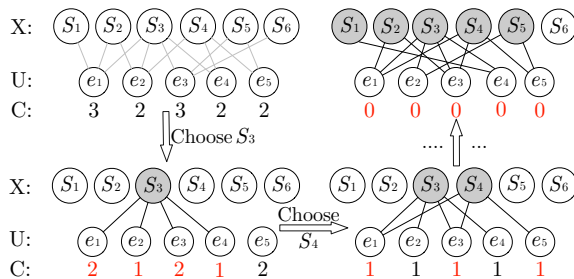 X: S1 S2 S3 S4 S5 S6
U: e1 e2 e3 e4 e5
C: 3 2 3 2 2
S1 S2 S3 S4 S5 S6
e1 e2 e3 e4 e5
0 0 0 0 0
Choose S3
.... ...
X: S1 S2 S3 S4 S5 S6
U: e1 e2 e3 e4 e5
C: 2 1 2 1 2
Choose
S4
S1 S2 S3 S4 S5 S6
e1 e2 e3 e4 e5
1 1 1 1 1